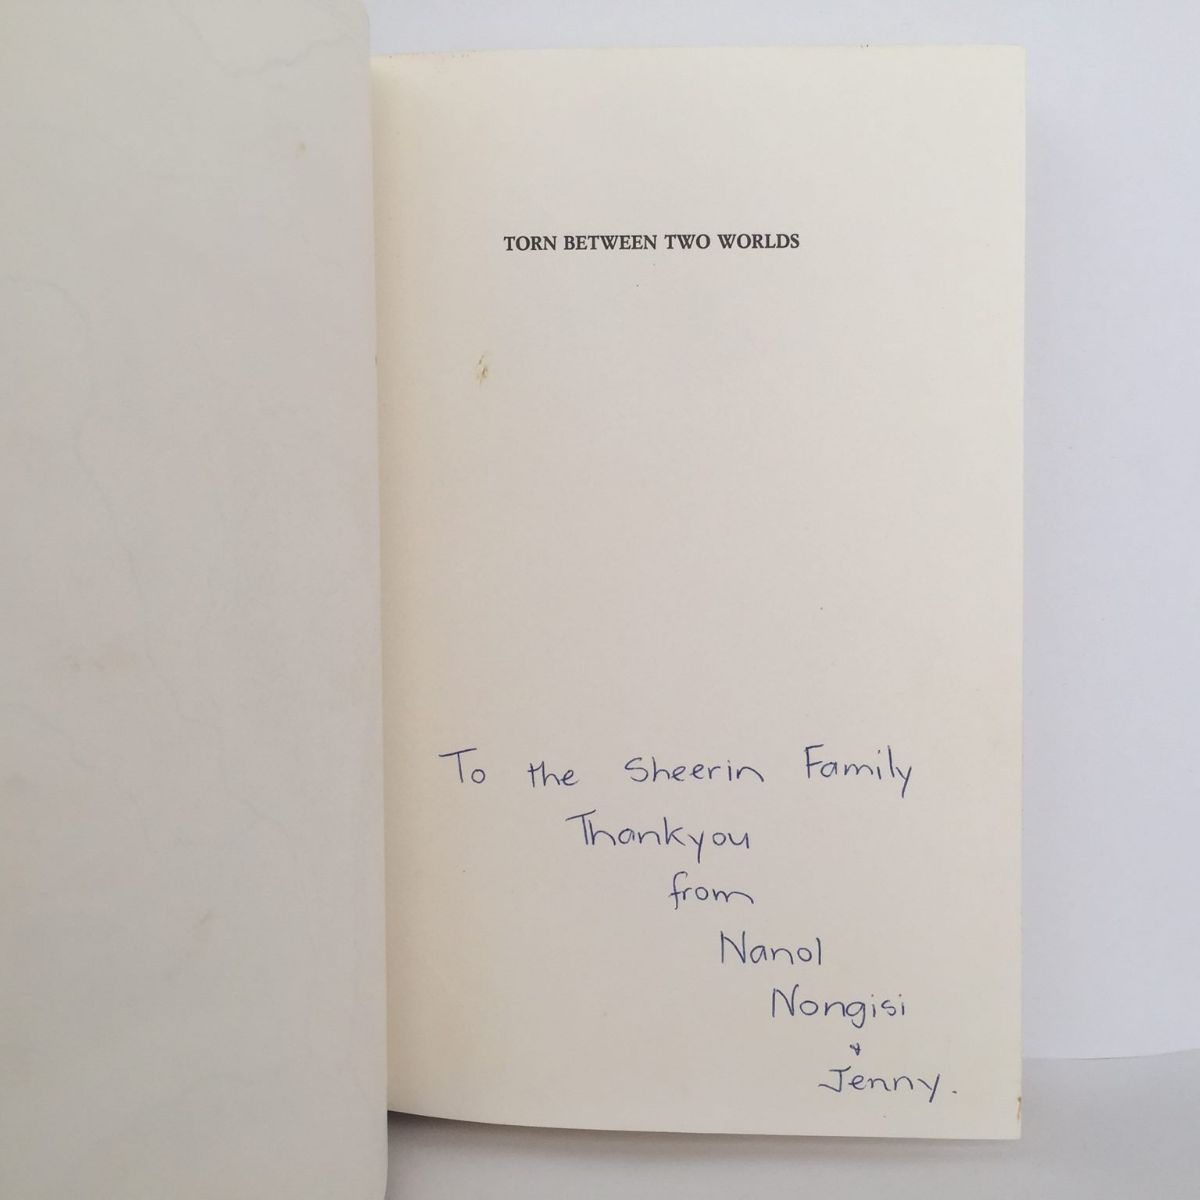 TORN BETWEEN TWO WORLDS
To the Sheerin Family
Thankyou
from
Nanol
Nongisi
&
Jenny.